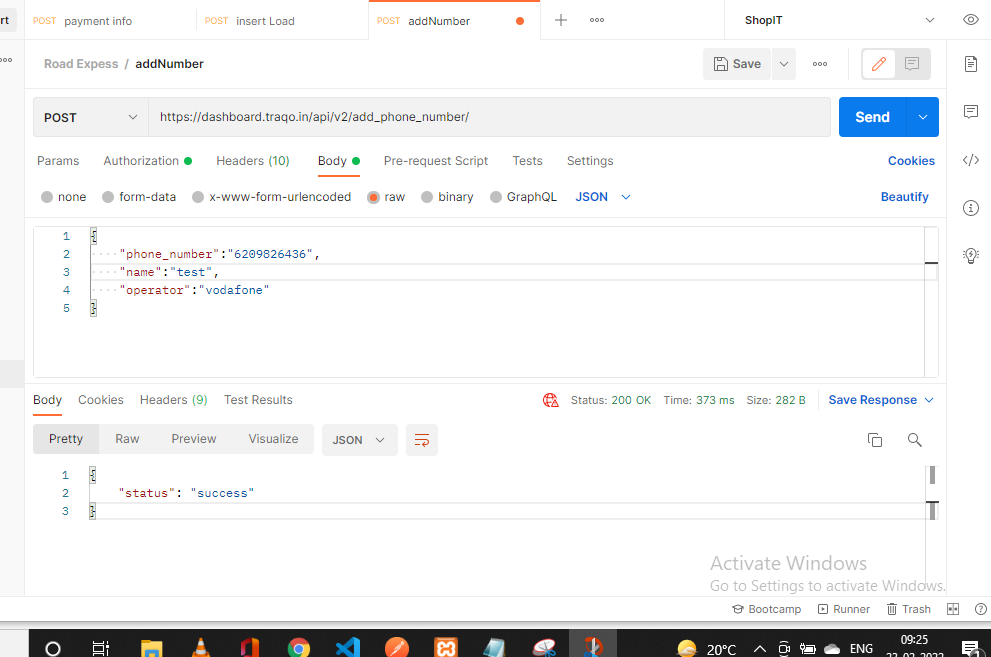 rt POST payment info POST insert Load POST addNumber ShopIT
Road Expess / addNumber Save
POST https://dashboard.traqo.in/api/v2/add_phone_number/ Send
Params Authorization Headers (10) Body Pre-request Script Tests Settings Cookies
none form-data x-www-form-urlencoded raw binary GraphQL JSON Beautify
1 {
2 "phone_number":"6209826436",
3 "name":"test",
4 "operator":"vodafone"
5 }
Body Cookies Headers (9) Test Results Status: 200 OK Time: 373 ms Size: 282 B Save Response
Pretty Raw Preview Visualize JSON
1 {
2 "status": "success"
3 }
Activate Windows
Go to Settings to activate Windows.
Bootcamp Runner Trash
20°C ENG 09:25